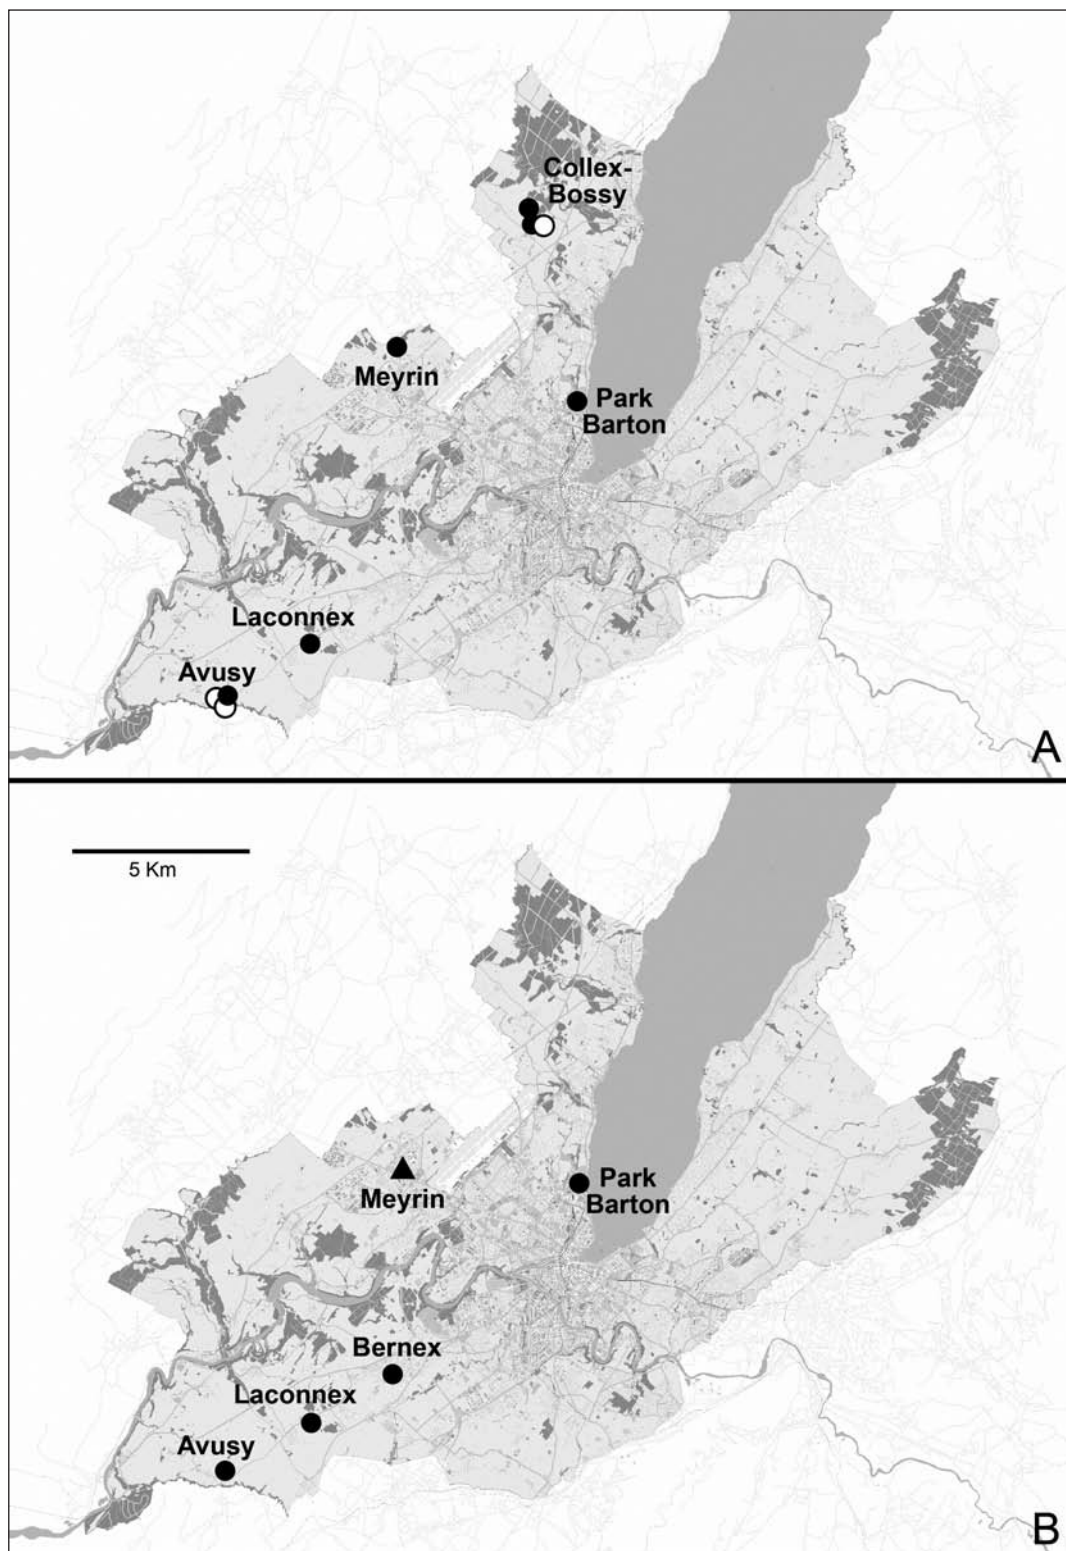 Collex-
Bossy
Meyrin
Park
Barton
Laconnex
Avusy
A
5 Km
Park
Barton
Meyrin
Bernex
Laconnex
Avusy
B